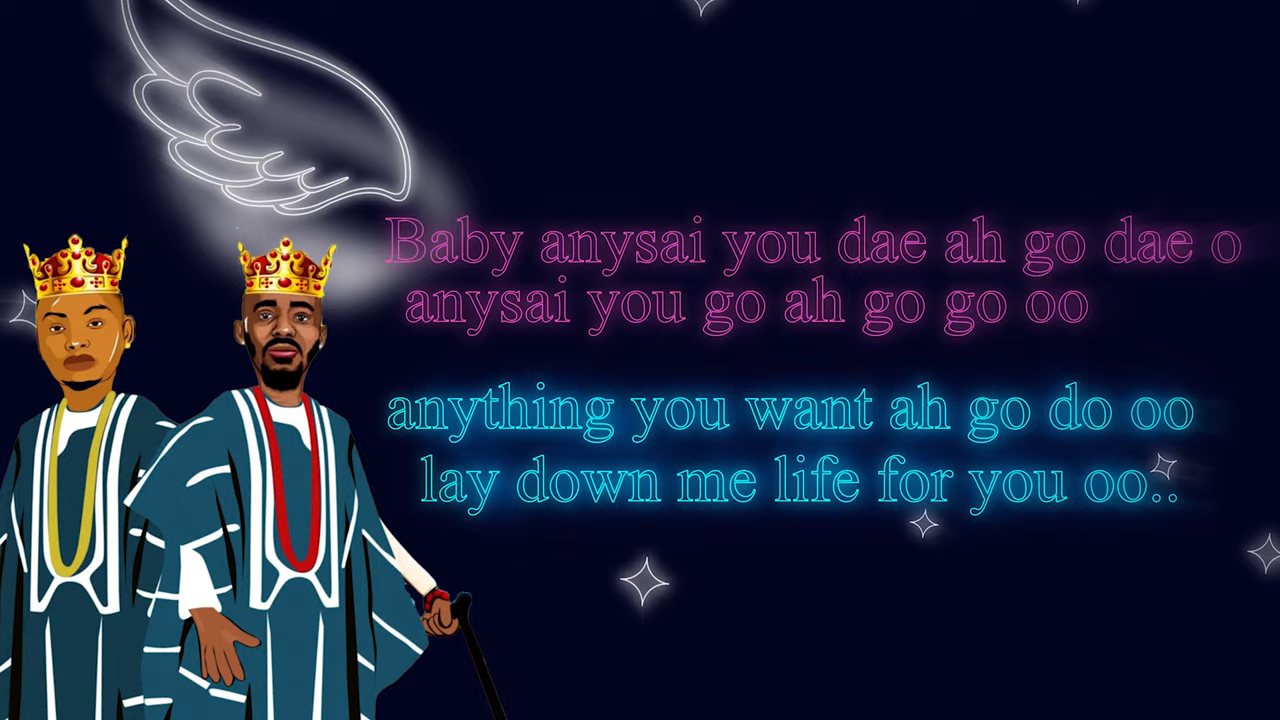 Baby anysai you dae ah go dae o
anysai you go ah go go oo
anything you want ah go do oo
lay down me life for you oo..